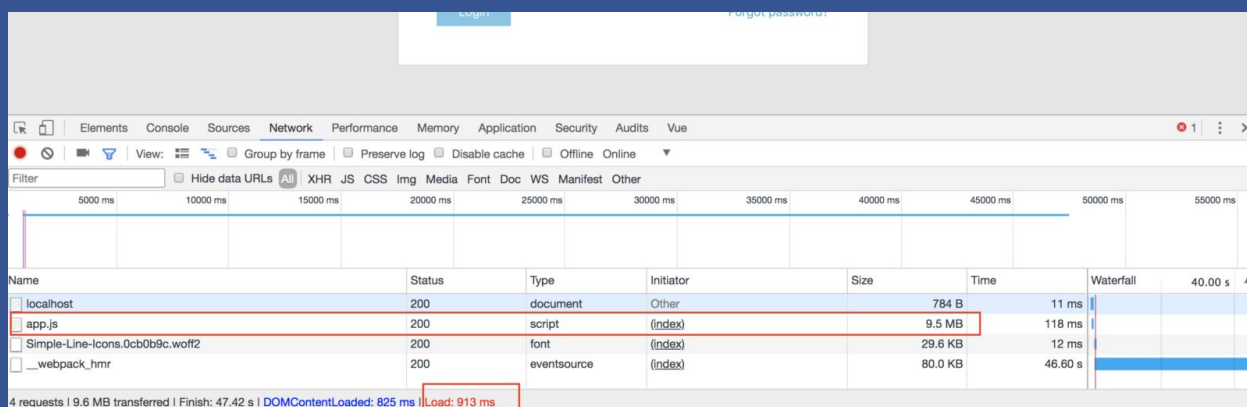 Login Forgot password?
Elements Console Sources Network Performance Memory Application Security Audits Vue 1
View: Group by frame Preserve log Disable cache Offline Online
Filter Hide data URLs All XHR JS CSS Img Media Font Doc WS Manifest Other
5000 ms 10000 ms 15000 ms 20000 ms 25000 ms 30000 ms 35000 ms 40000 ms 45000 ms 50000 ms 55000 ms
Name Status Type Initiator Size Time Waterfall 40.00 s
localhost 200 document Other 784 B 11 ms
app.js 200 script (index) 9.5 MB 118 ms
Simple-Line-Icons.0cb0b9c.woff2 200 font (index) 29.6 KB 12 ms
__webpack_hmr 200 eventsource (index) 80.0 KB 46.60 s
4 requests | 9.6 MB transferred | Finish: 47.42 s | DOMContentLoaded: 825 ms | Load: 913 ms